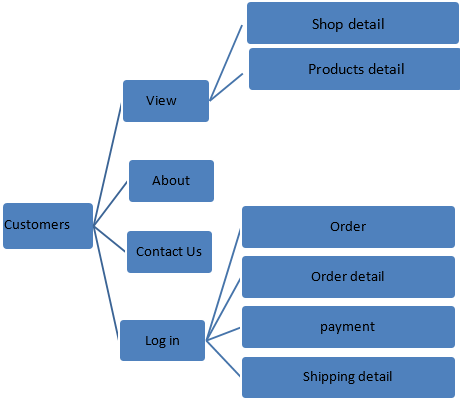 Shop detail
Products detail
View
About
Customers
Contact Us
Order
Order detail
payment
Log in
Shipping detail